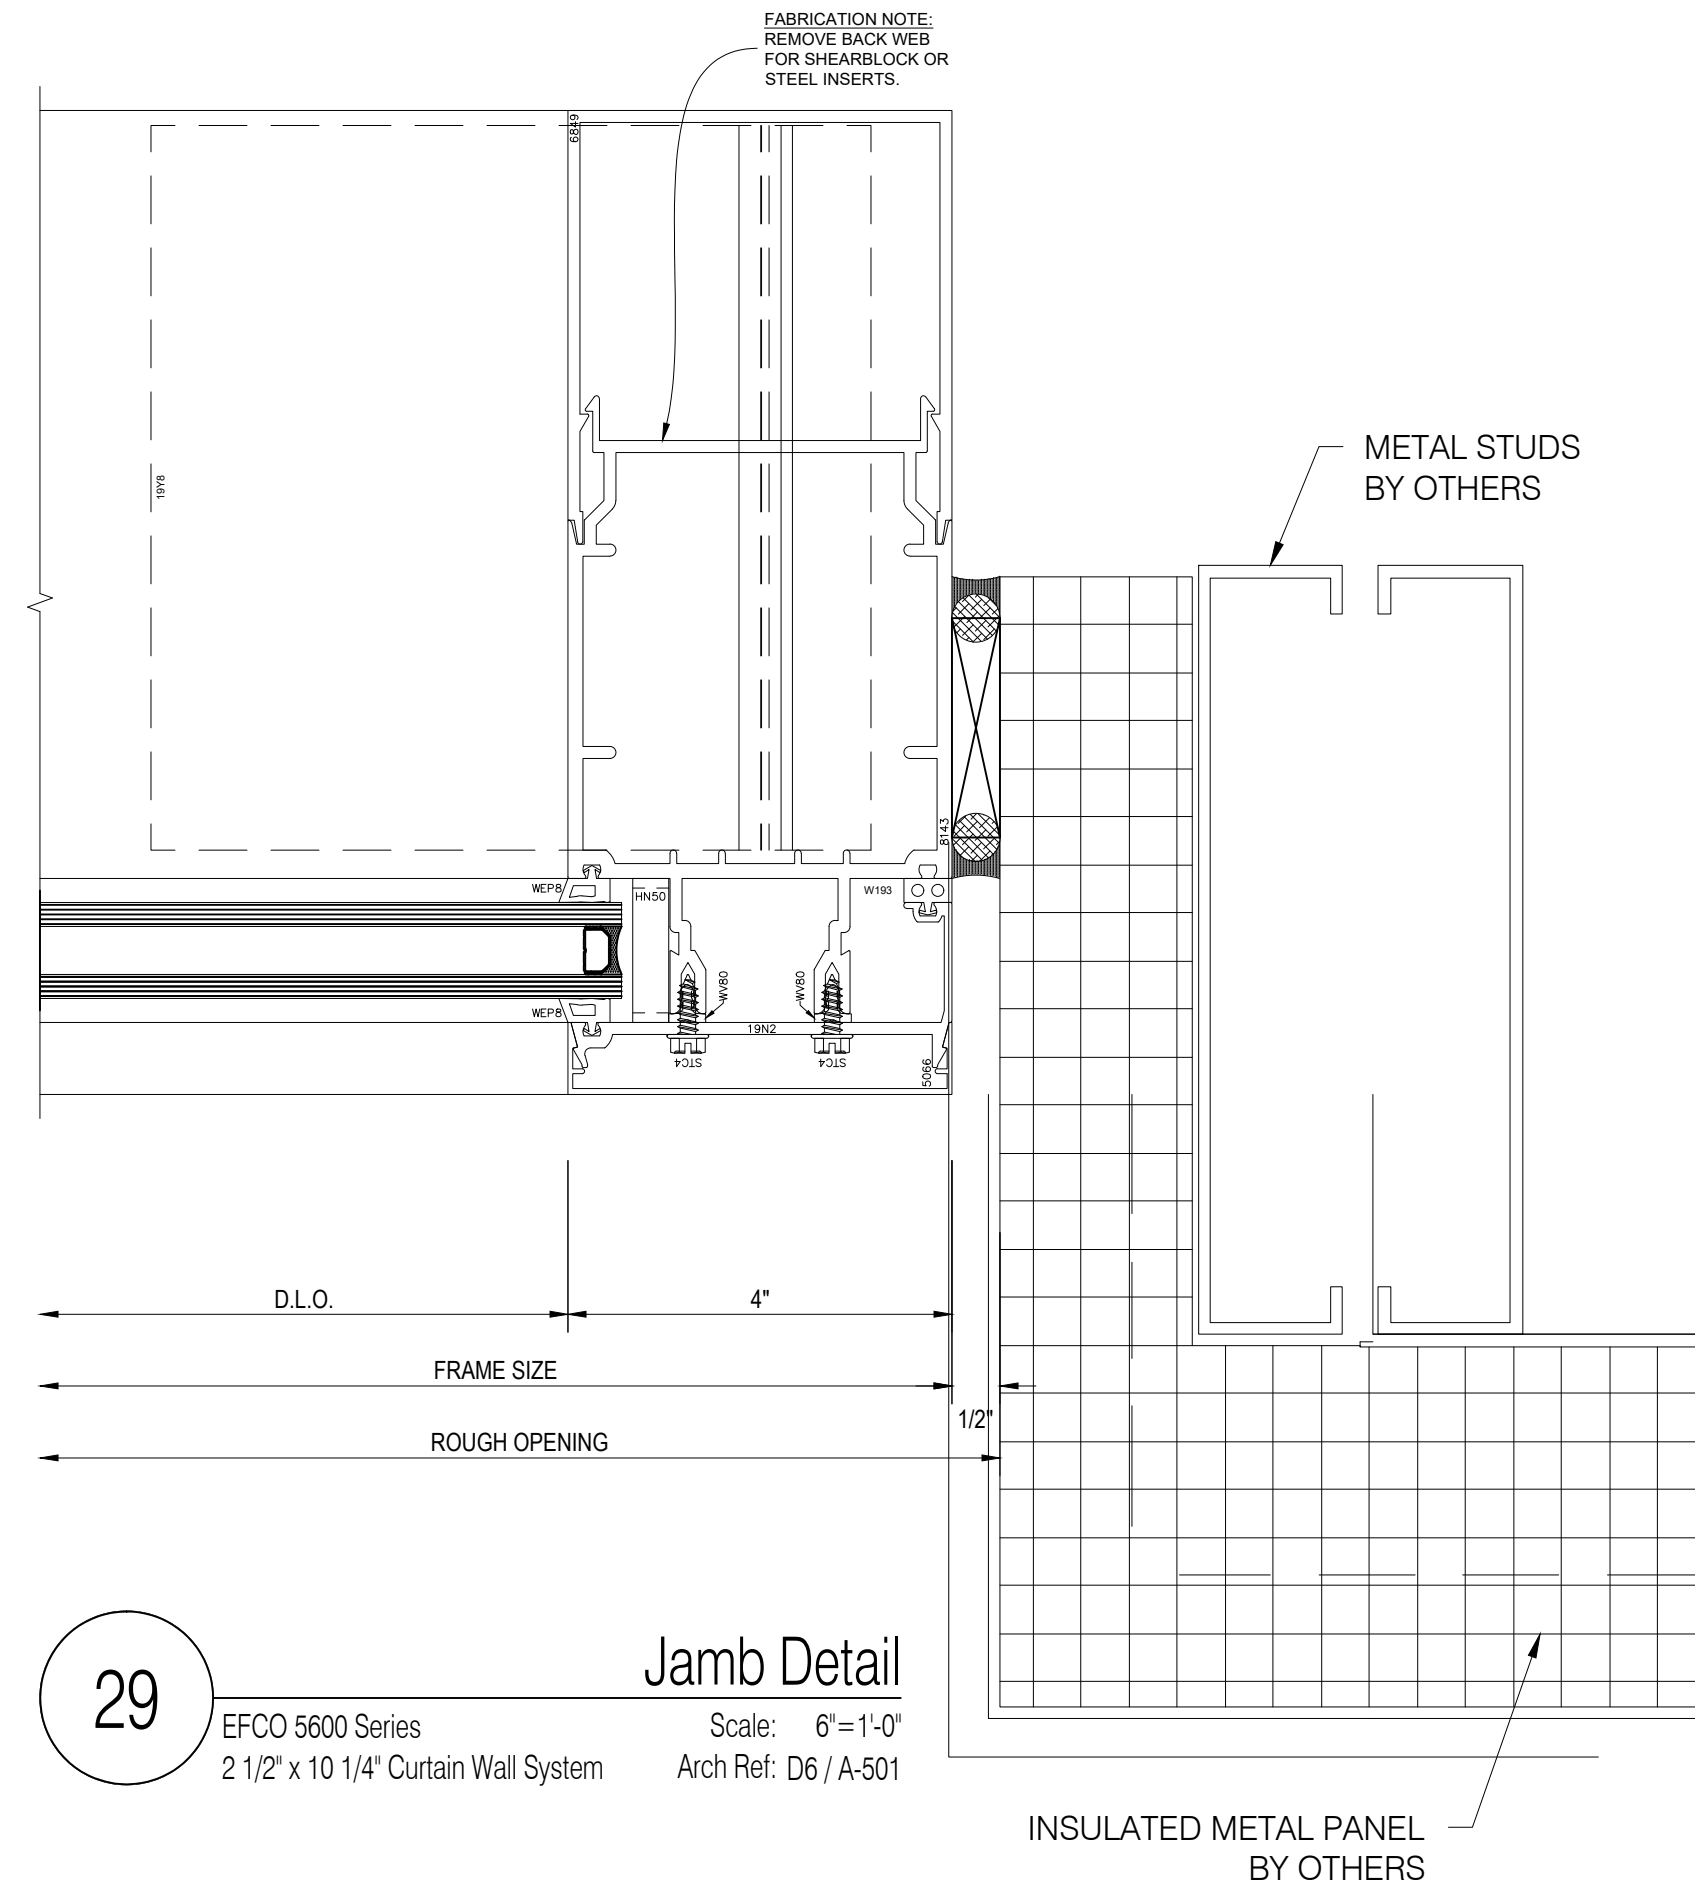 FABRICATION NOTE:
REMOVE BACK WEB
FOR SHEARBLOCK OR
STEEL INSERTS.
6849
19Y8
METAL STUDS
BY OTHERS
8143
WEP8
HN50
W193
WV80
WV80
WEP8
19N2
STC4
STC4
5066
D.L.O.
4"
FRAME SIZE
1/2"
ROUGH OPENING
29
Jamb Detail
EFCO 5600 Series
Scale: 6"=1'-0"
2 1/2" x 10 1/4" Curtain Wall System
Arch Ref: D6 / A-501
INSULATED METAL PANEL
BY OTHERS